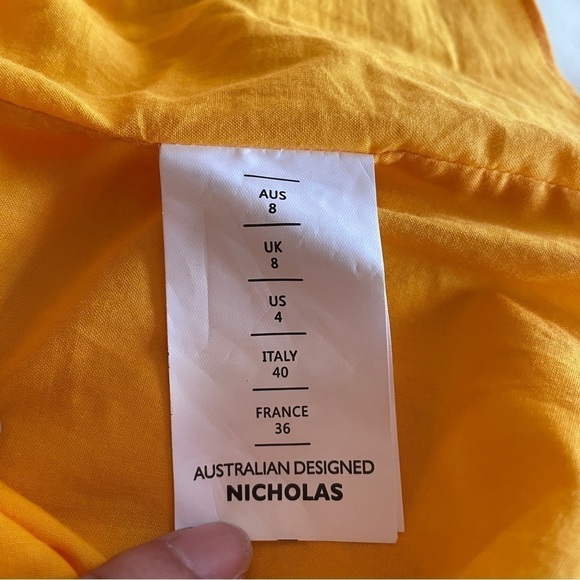 AUS
8
UK
8
US
4
ITALY
40
FRANCE
36
AUSTRALIAN DESIGNED
NICHOLAS